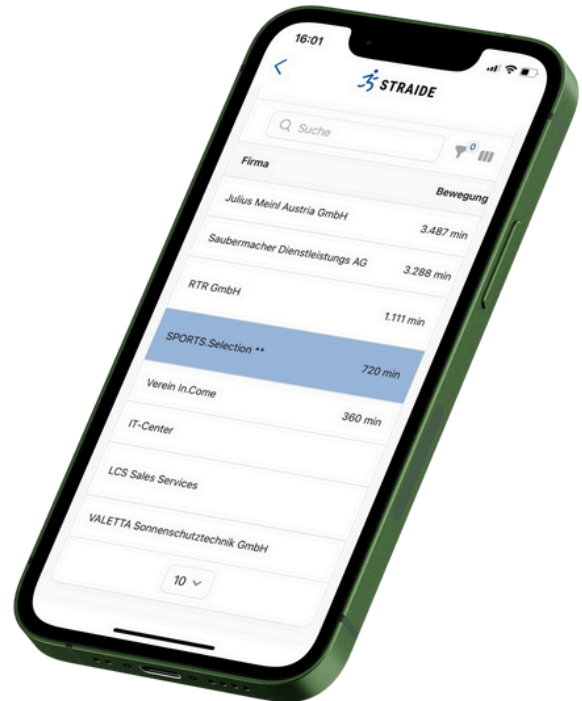 16:01
STRAIDE
Suche
0
Firma Bewegung
Julius Meinl Austria GmbH 3.487 min
Saubermacher Dienstleistungs AG 3.288 min
RTR GmbH 1.111 min
SPORTS.Selection ** 720 min
Verein In.Come 360 min
IT-Center
LCS Sales Services
VALETTA Sonnenschutztechnik GmbH
10